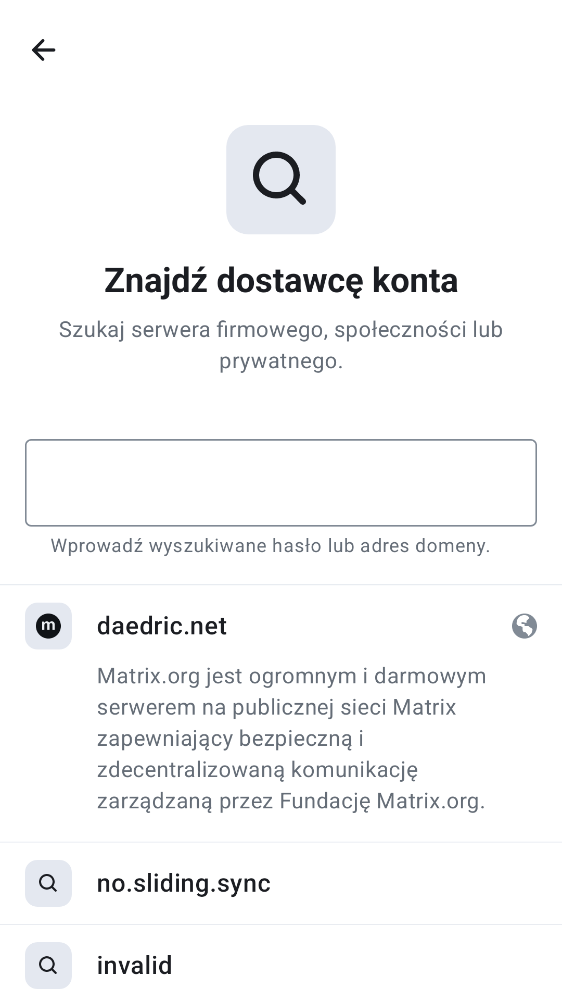 Znajdź dostawcę konta
Szukaj serwera firmowego, społeczności lub
prywatnego.
Wprowadź wyszukiwane hasło lub adres domeny.
m
daedric.net
Matrix.org jest ogromnym i darmowym
serwerem na publicznej sieci Matrix
zapewniający bezpieczną i
zdecentralizowaną komunikację
zarządzaną przez Fundację Matrix.org.
no.sliding.sync
invalid